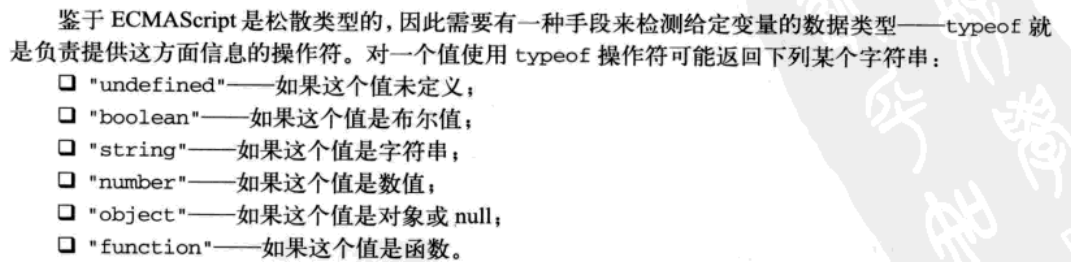 鉴于 ECMAScript 是松散类型的，因此需要有一种手段来检测给定变量的数据类型——typeof 就
是负责提供这方面信息的操作符。对一个值使用 typeof 操作符可能返回下列某个字符串：
❑ "undefined"——如果这个值未定义；
❑ "boolean"——如果这个值是布尔值；
❑ "string"——如果这个值是字符串；
❑ "number"——如果这个值是数值；
❑ "object"——如果这个值是对象或 null；
❑ "function"——如果这个值是函数。